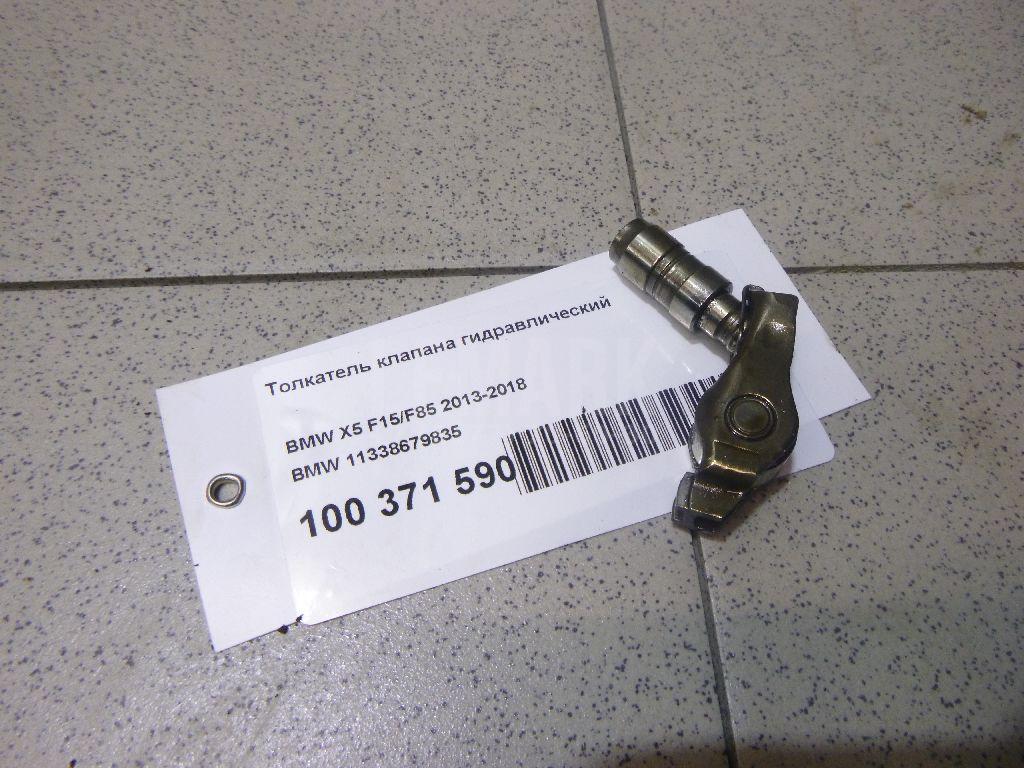 Толкатель клапана гидравлический
BMW X5 F15/F85 2013-2018
BMW 11338679835
100 371 590